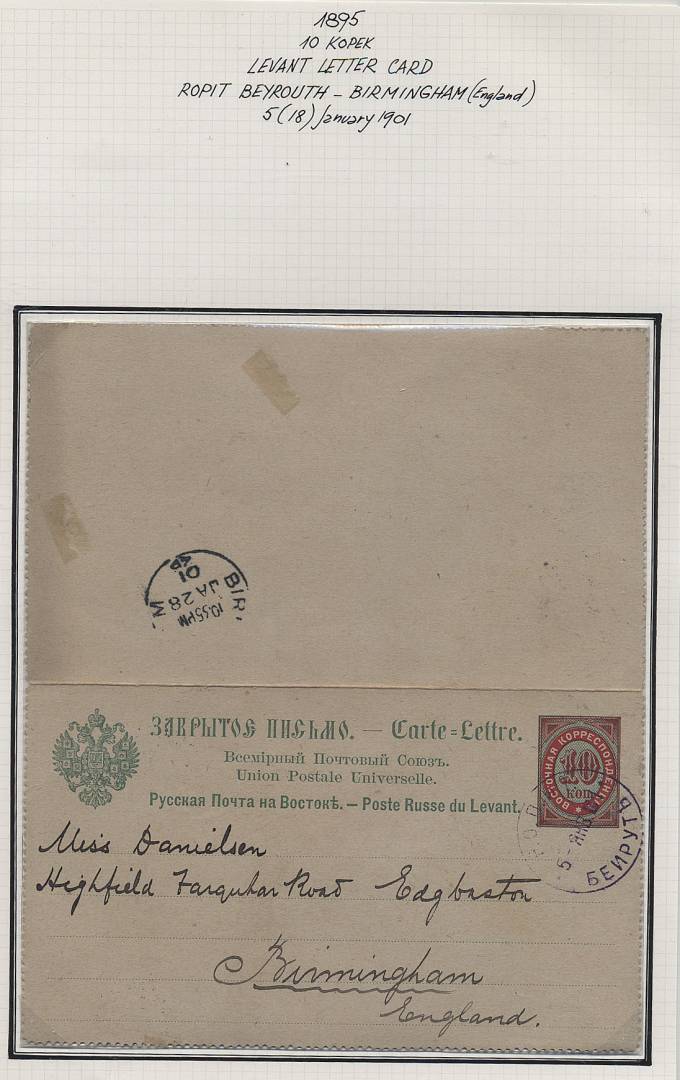 1895
10 KOPEK
LEVANT LETTER CARD
ROPIT BEYROUTH - BIRMINGHAM (England)
5 (18) January 1901
BIR M
10.55PM
JA 28
01
ЗАКРЫТОЕ ПИСЬМО. — Carte=Lettre.
Всемірный Почтовый Союзъ.
Union Postale Universelle.
Русская Почта на Востокѣ. — Poste Russe du Levant.
ВОСТОЧНАЯ КОРРЕСПОНДЕНЦІЯ
10
коп.
5 ЯНВ
БЕЙРУТЪ
Miss Danielsen
Highfield Farquhar Road Edgbaston
Birmingham
England.